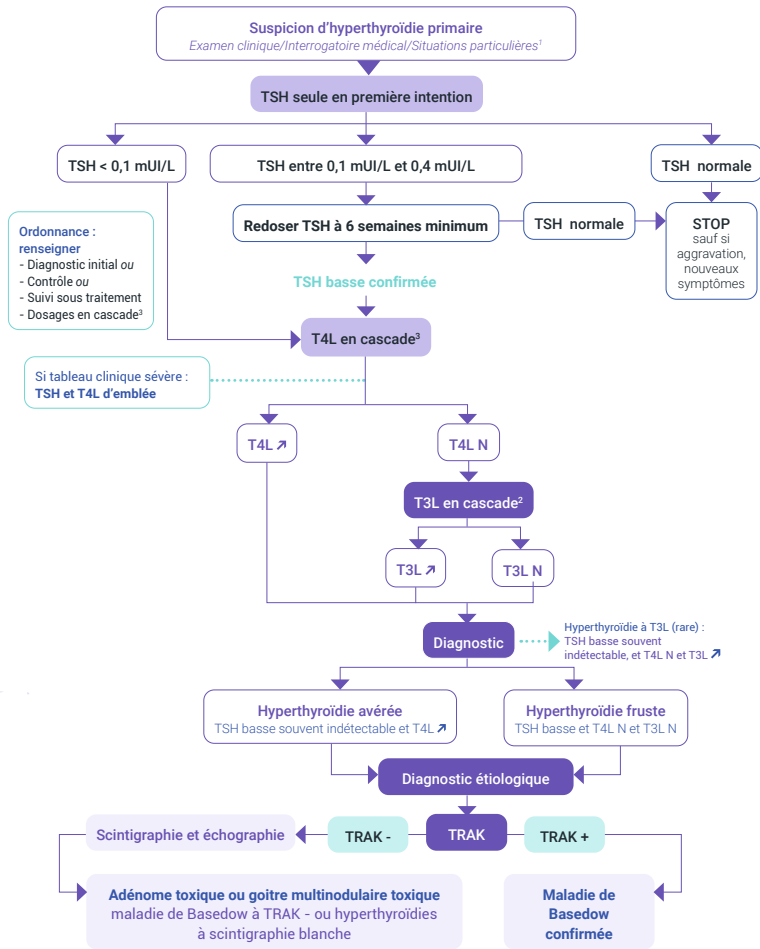 Suspicion d’hyperthyroïdie primaire
Examen clinique/Interrogatoire médical/Situations particulières¹
TSH seule en première intention
TSH < 0,1 mUI/L
TSH entre 0,1 mUI/L et 0,4 mUI/L
TSH normale
Redoser TSH à 6 semaines minimum
TSH normale
STOP
sauf si
aggravation,
nouveaux
symptômes
Ordonnance :
renseigner
- Diagnostic initial ou
- Contrôle ou
- Suivi sous traitement
- Dosages en cascade³
TSH basse confirmée
T4L en cascade³
Si tableau clinique sévère :
TSH et T4L d’emblée
T4L ↗
T4L N
T3L en cascade²
T3L ↗
T3L N
Diagnostic
Hyperthyroïdie à T3L (rare) :
TSH basse souvent
indétectable, et T4L N et T3L ↗
Hyperthyroïdie avérée
TSH basse souvent indétectable et T4L ↗
Hyperthyroïdie fruste
TSH basse et T4L N et T3L N
Diagnostic étiologique
Scintigraphie et échographie
TRAK -
TRAK
TRAK +
Adénome toxique ou goitre multinodulaire toxique
maladie de Basedow à TRAK - ou hyperthyroïdies
à scintigraphie blanche
Maladie de
Basedow
confirmée